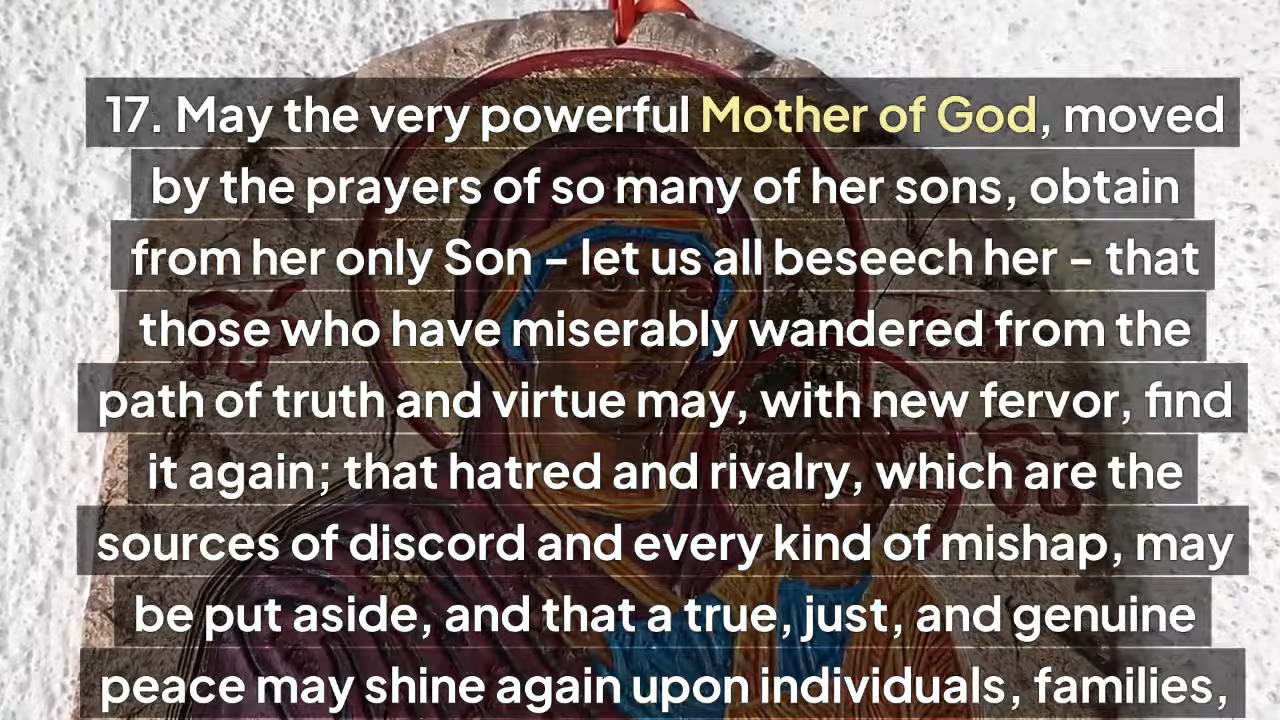 17. May the very powerful Mother of God, moved
by the prayers of so many of her sons, obtain
from her only Son – let us all beseech her – that
those who have miserably wandered from the
path of truth and virtue may, with new fervor, find
it again; that hatred and rivalry, which are the
sources of discord and every kind of mishap, may
be put aside, and that a true, just, and genuine
peace may shine again upon individuals, families,